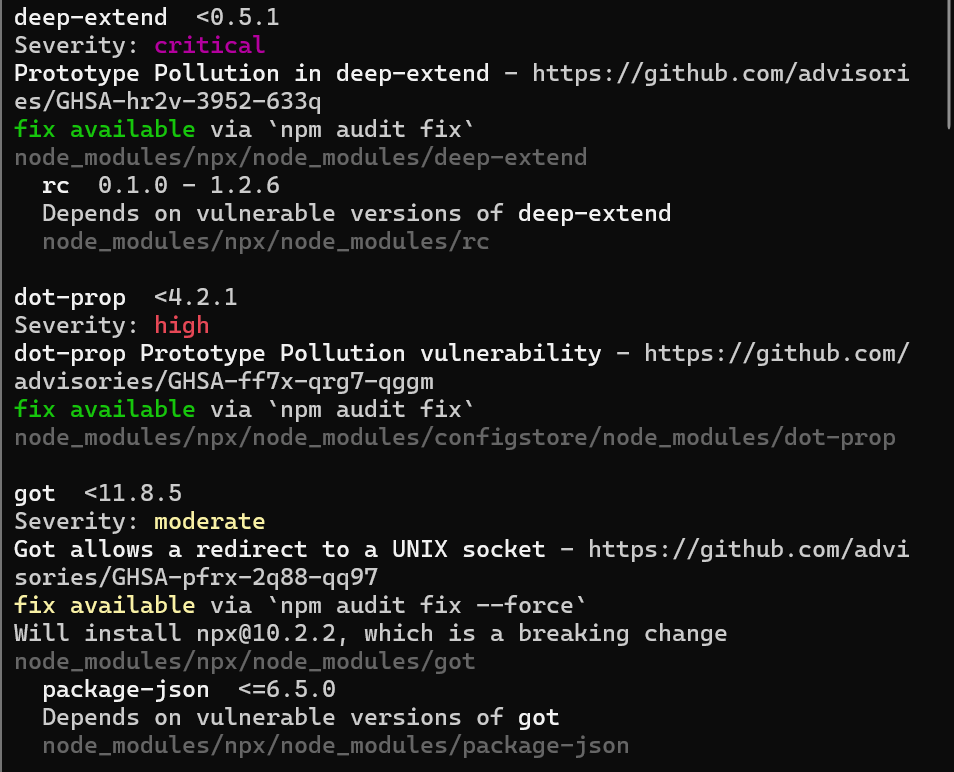 deep-extend  <0.5.1
Severity: critical
Prototype Pollution in deep-extend - https://github.com/advisori
es/GHSA-hr2v-3952-633q
fix available via `npm audit fix`
node_modules/npx/node_modules/deep-extend
  rc  0.1.0 - 1.2.6
  Depends on vulnerable versions of deep-extend
  node_modules/npx/node_modules/rc

dot-prop  <4.2.1
Severity: high
dot-prop Prototype Pollution vulnerability - https://github.com/
advisories/GHSA-ff7x-qrg7-qggm
fix available via `npm audit fix`
node_modules/npx/node_modules/configstore/node_modules/dot-prop

got  <11.8.5
Severity: moderate
Got allows a redirect to a UNIX socket - https://github.com/advi
sories/GHSA-pfrx-2q88-qq97
fix available via `npm audit fix --force`
Will install npx@10.2.2, which is a breaking change
node_modules/npx/node_modules/got
  package-json  <=6.5.0
  Depends on vulnerable versions of got
  node_modules/npx/node_modules/package-json